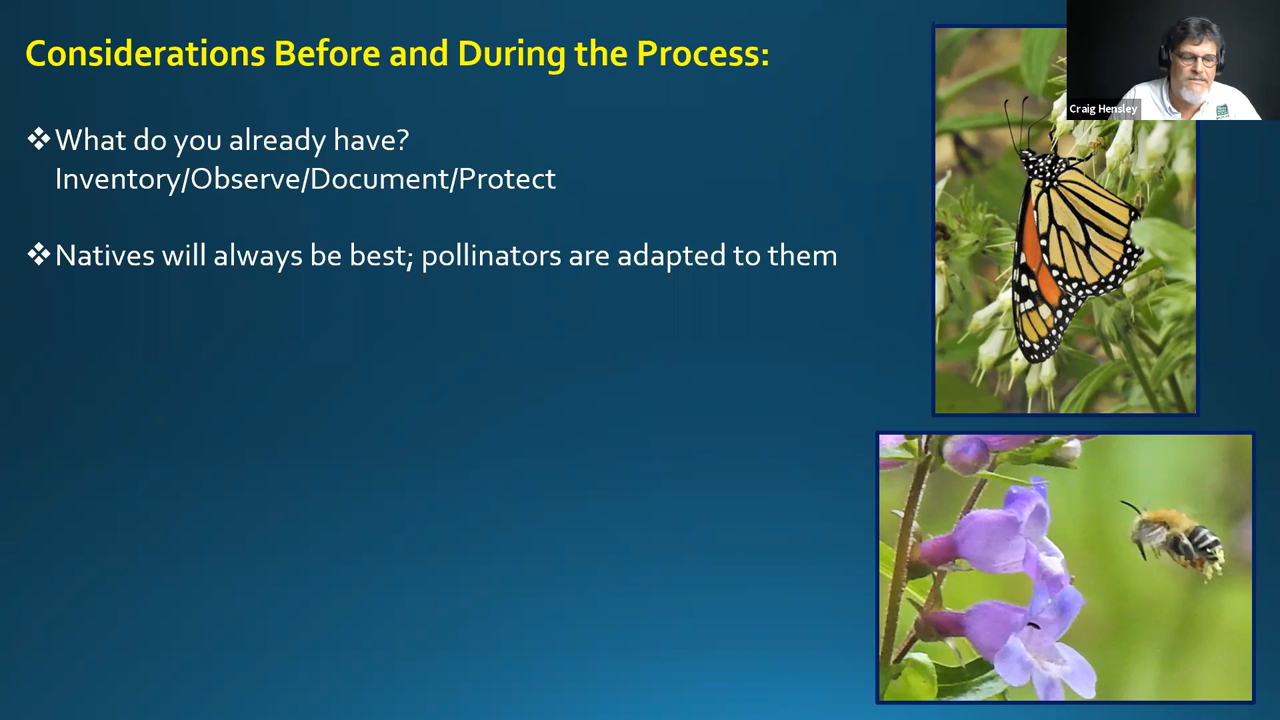 Considerations Before and During the Process:
❖What do you already have?
Inventory/Observe/Document/Protect
❖Natives will always be best; pollinators are adapted to them
Craig Hensley